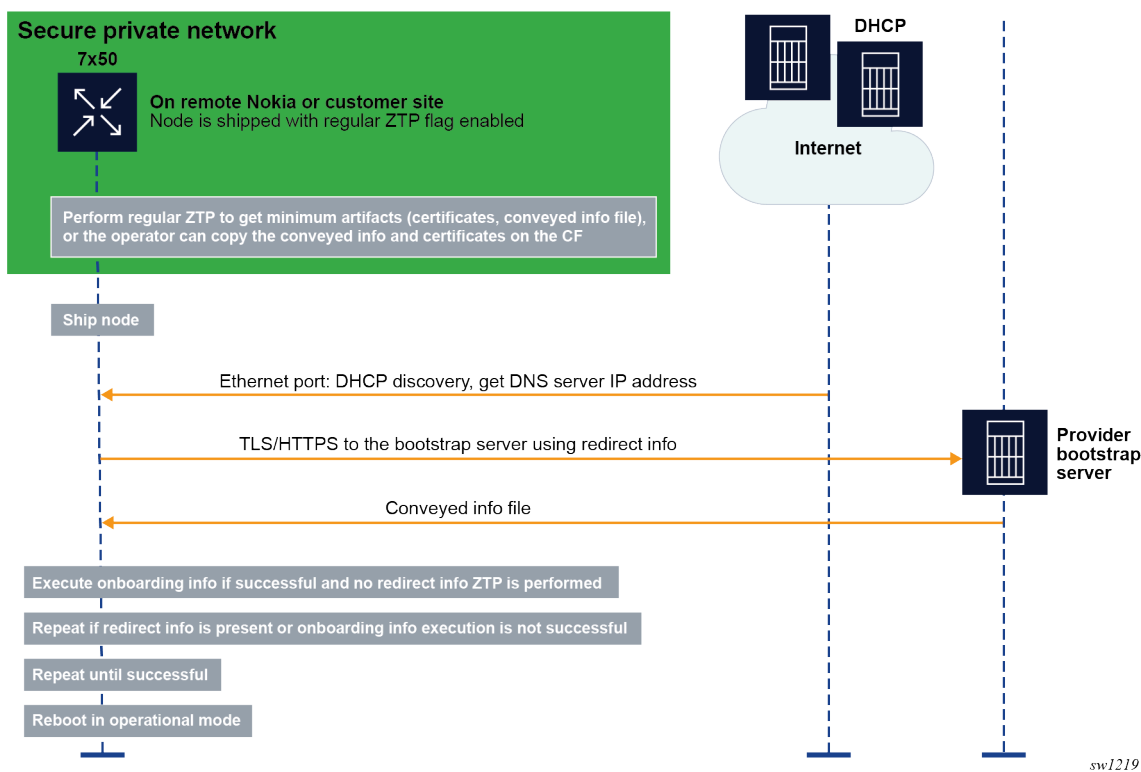 Secure private network
7x50
On remote Nokia or customer site
Node is shipped with regular ZTP flag enabled
DHCP
Internet
Perform regular ZTP to get minimum artifacts (certificates, conveyed info file),
or the operator can copy the conveyed info and certificates on the CF
Ship node
Ethernet port: DHCP discovery, get DNS server IP address
TLS/HTTPS to the bootstrap server using redirect info
Provider
bootstrap
server
Conveyed info file
Execute onboarding info if successful and no redirect info ZTP is performed
Repeat if redirect info is present or onboarding info execution is not successful
Repeat until successful
Reboot in operational mode
sw1219